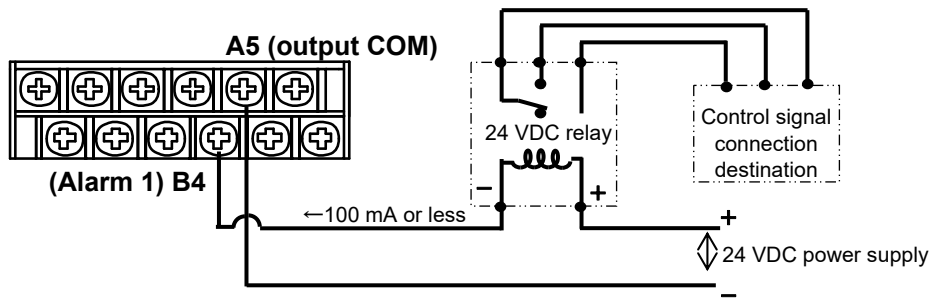 A5 (output COM)
(Alarm 1) B4
24 VDC relay
−
+
Control signal
connection
destination
←100 mA or less
+
24 VDC power supply
−